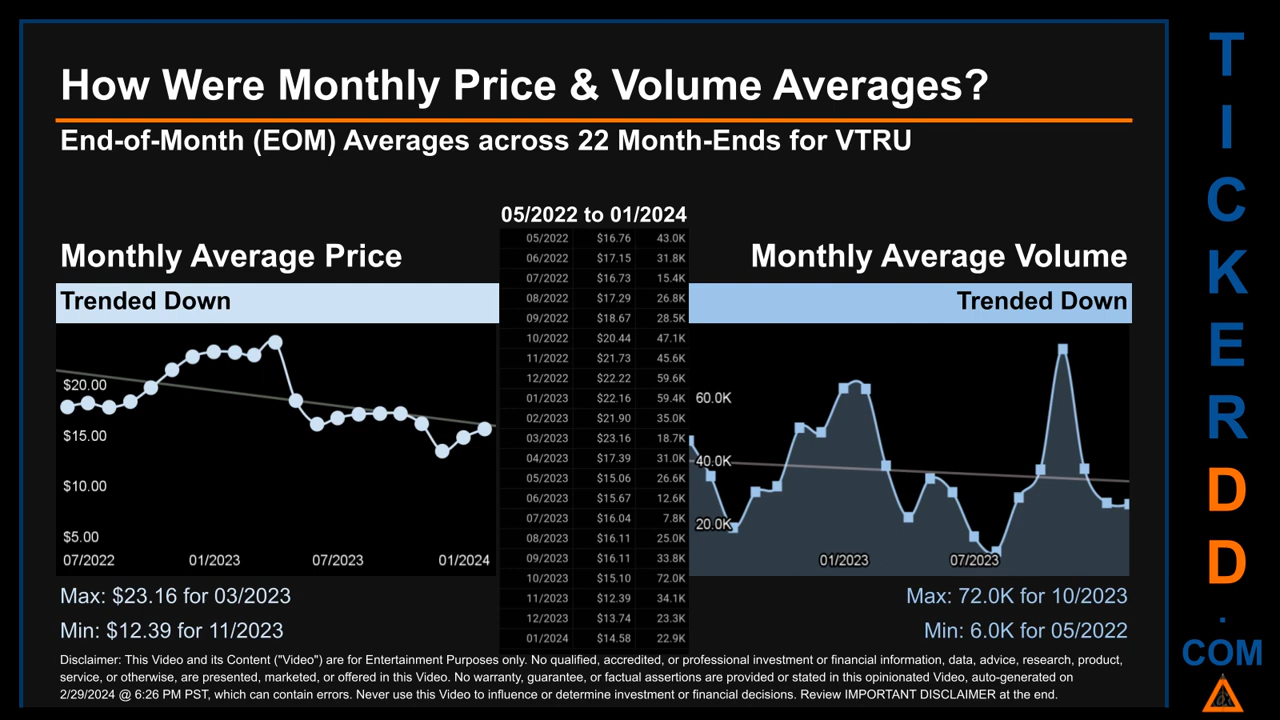 How Were Monthly Price & Volume Averages?
End-of-Month (EOM) Averages across 22 Month-Ends for VTRU
05/2022 to 01/2024
Monthly Average Price
Trended Down
$20.00
$15.00
$10.00
$5.00
07/2022 01/2023 07/2023 01/2024
Max: $23.16 for 03/2023
Min: $12.39 for 11/2023
05/2022 $16.76 43.0K
06/2022 $17.15 31.8K
07/2022 $16.73 15.4K
08/2022 $17.29 26.8K
09/2022 $18.67 28.5K
10/2022 $20.44 47.1K
11/2022 $21.73 45.6K
12/2022 $22.22 59.6K
01/2023 $22.16 59.4K
02/2023 $21.90 35.0K
03/2023 $23.16 18.7K
04/2023 $17.39 31.0K
05/2023 $15.06 26.6K
06/2023 $15.67 12.6K
07/2023 $16.04 7.8K
08/2023 $16.11 25.0K
09/2023 $16.11 33.8K
10/2023 $15.10 72.0K
11/2023 $12.39 34.1K
12/2023 $13.74 23.3K
01/2024 $14.58 22.9K
Monthly Average Volume
Trended Down
60.0K
40.0K
20.0K
01/2023 07/2023
Max: 72.0K for 10/2023
Min: 6.0K for 05/2022
Disclaimer: This Video and its Content ("Video") are for Entertainment Purposes only. No qualified, accredited, or professional investment or financial information, data, advice, research, product,
service, or otherwise, are presented, marketed, or offered in this Video. No warranty, guarantee, or factual assertions are provided or stated in this opinionated Video, auto-generated on
2/29/2024 @ 6:26 PM PST, which can contain errors. Never use this Video to influence or determine investment or financial decisions. Review IMPORTANT DISCLAIMER at the end.
T
I
C
K
E
R
D
D
.
COM